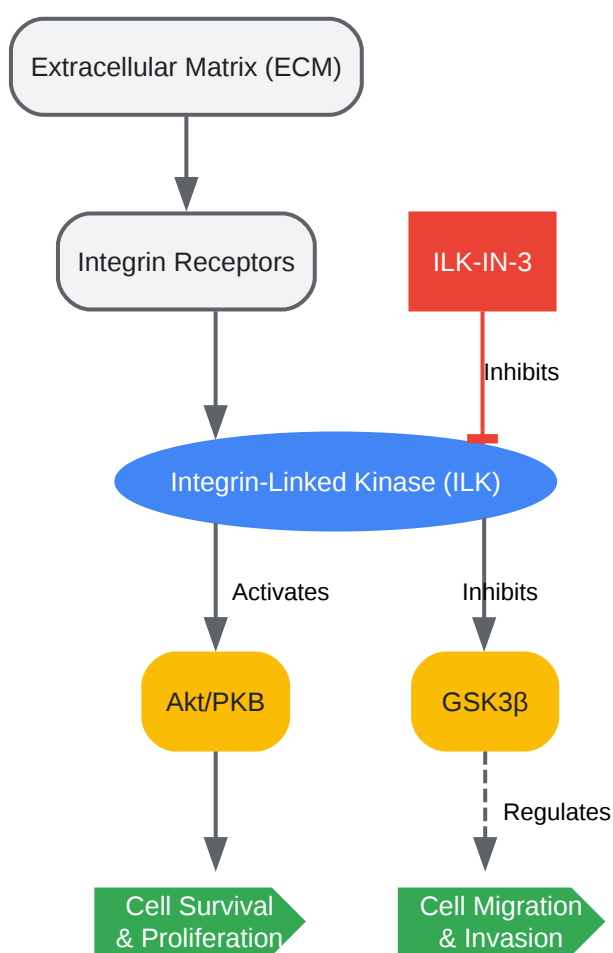 Extracellular Matrix (ECM)
Integrin Receptors
ILK-IN-3
Inhibits
Integrin-Linked Kinase (ILK)
Activates
Inhibits
Akt/PKB
GSK3β
Regulates
Cell Survival
& Proliferation
Cell Migration
& Invasion